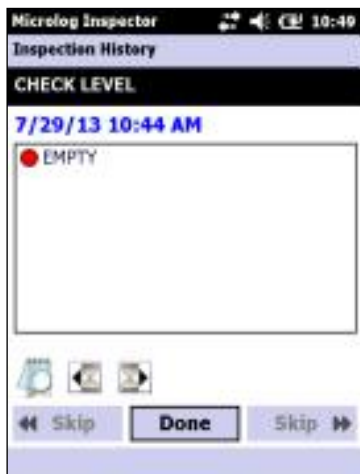 Microlog Inspector 10:49
Inspection History
CHECK LEVEL
7/29/13 10:44 AM
EMPTY
Skip Done Skip